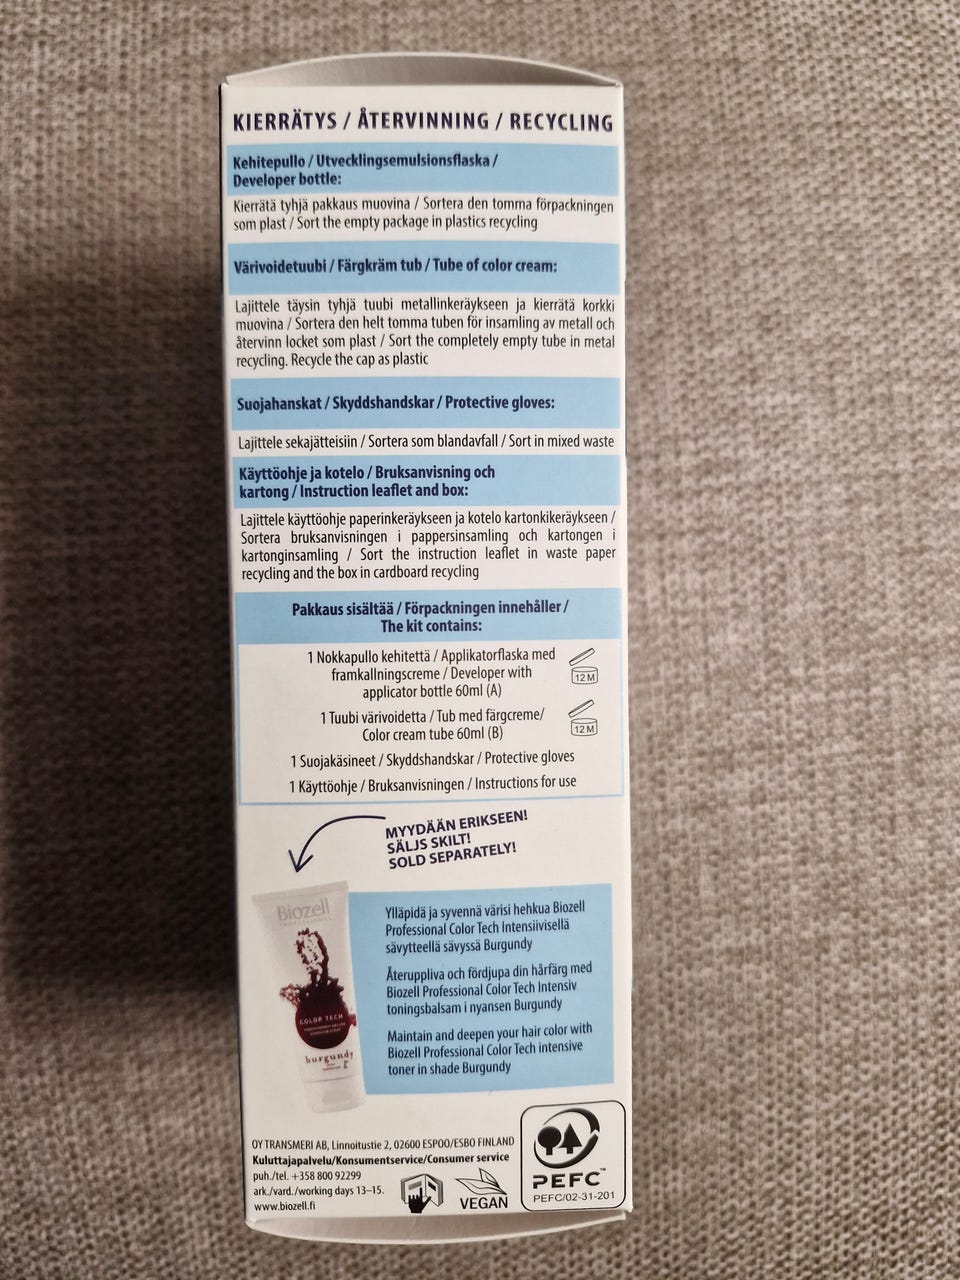 KIERRÄTYS / ÅTERVINNING / RECYCLING
Kehitepullo / Utvecklingsemulsionsflaska /
Developer bottle:
Kierrätä tyhjä pakkaus muovina / Sortera den tomma förpackningen
som plast / Sort the empty package in plastics recycling
Värivoidetuubi / Färgkräm tub / Tube of color cream:
Lajittele täysin tyhjä tuubi metallinkeräykseen ja kierrätä korkki
muovina / Sortera den helt tomma tuben för insamling av metall och
återvinn locket som plast / Sort the completely empty tube in metal
recycling. Recycle the cap as plastic
Suojahanskat / Skyddshandskar / Protective gloves:
Lajittele sekajätteisiin / Sortera som blandavfall / Sort in mixed waste
Käyttöohje ja kotelo / Bruksanvisning och
kartong / Instruction leaflet and box:
Lajittele käyttöohje paperinkeräykseen ja kotelo kartonkikeräykseen /
Sortera bruksanvisningen i pappersinsamling och kartongen i
kartonginsamling / Sort the instruction leaflet in waste paper
recycling and the box in cardboard recycling
Pakkaus sisältää / Förpackningen innehåller /
The kit contains:
1 Nokkapullo kehitettä / Applikatorflaska med
framkallningscreme / Developer with
applicator bottle 60ml (A)
12 M
1 Tuubi värivoidetta / Tub med färgcreme/
Color cream tube 60ml (B)
12 M
1 Suojakäsineet / Skyddshandskar / Protective gloves
1 Käyttöohje / Bruksanvisningen / Instructions for use
MYYDÄÄN ERIKSEEN!
SÄLJS SKILT!
SOLD SEPARATELY!
Biozell
PROFESSIONAL
COLOR TECH
burgundy
Ylläpidä ja syvennä värisi hehkua Biozell
Professional Color Tech Intensiivisellä
sävytteellä sävyssä Burgundy
Återuppliva och fördjupa din hårfärg med
Biozell Professional Color Tech Intensiv
toningsbalsam i nyansen Burgundy
Maintain and deepen your hair color with
Biozell Professional Color Tech intensive
toner in shade Burgundy
OY TRANSMERI AB, Linnoitustie 2, 02600 ESPOO/ESBO FINLAND
Kuluttajapalvelu/Konsumentservice/Consumer service
puh./tel. +358 800 92299
ark./vard./working days 13–15.
www.biozell.fi
VEGAN
PEFC™
PEFC/02-31-201